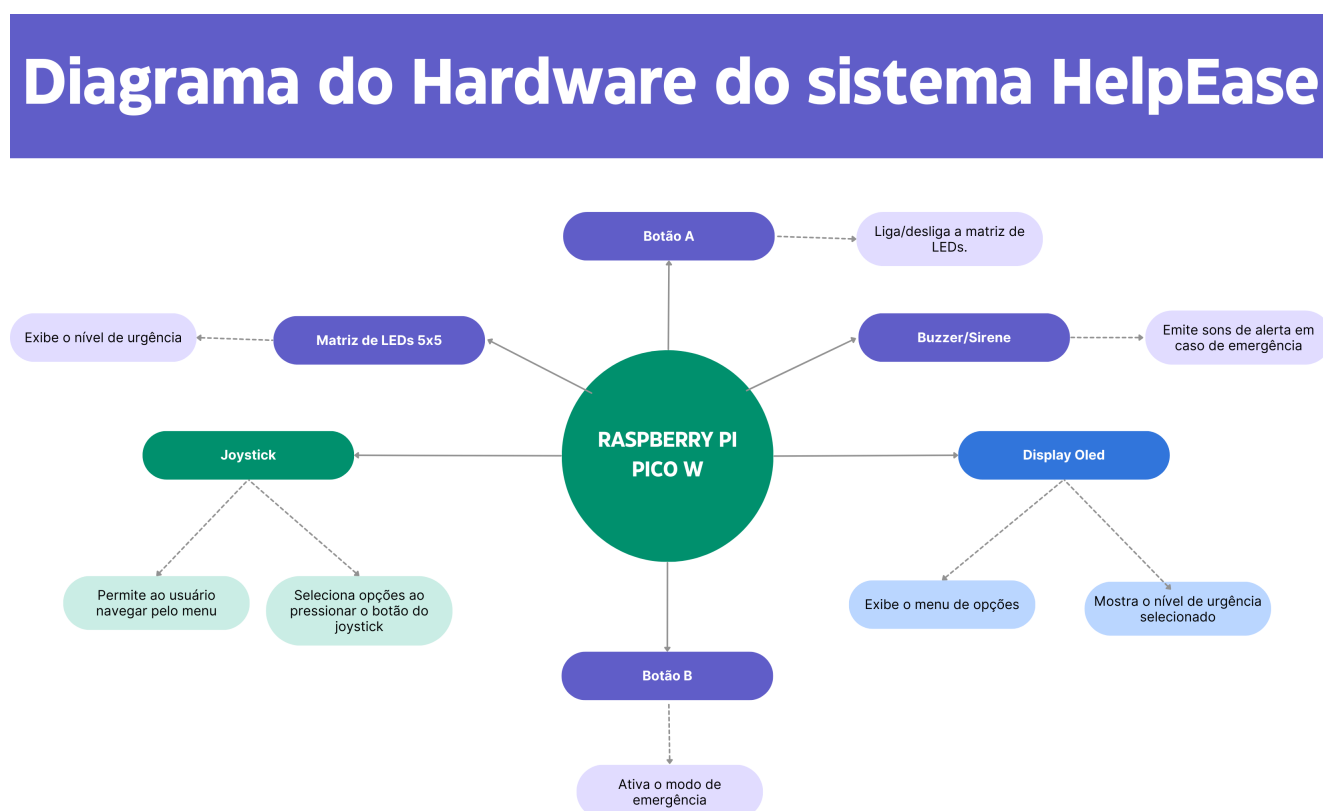 Diagrama do Hardware do sistema HelpEase
Botão A
Liga/desliga a matriz de
LEDs.
Exibe o nível de urgência
Matriz de LEDs 5x5
Buzzer/Sirene
Emite sons de alerta em
caso de emergência
RASPBERRY PI
PICO W
Joystick
Display Oled
Permite ao usuário
navegar pelo menu
Seleciona opções ao
pressionar o botão do
joystick
Exibe o menu de opções
Mostra o nível de urgência
selecionado
Botão B
Ativa o modo de
emergência